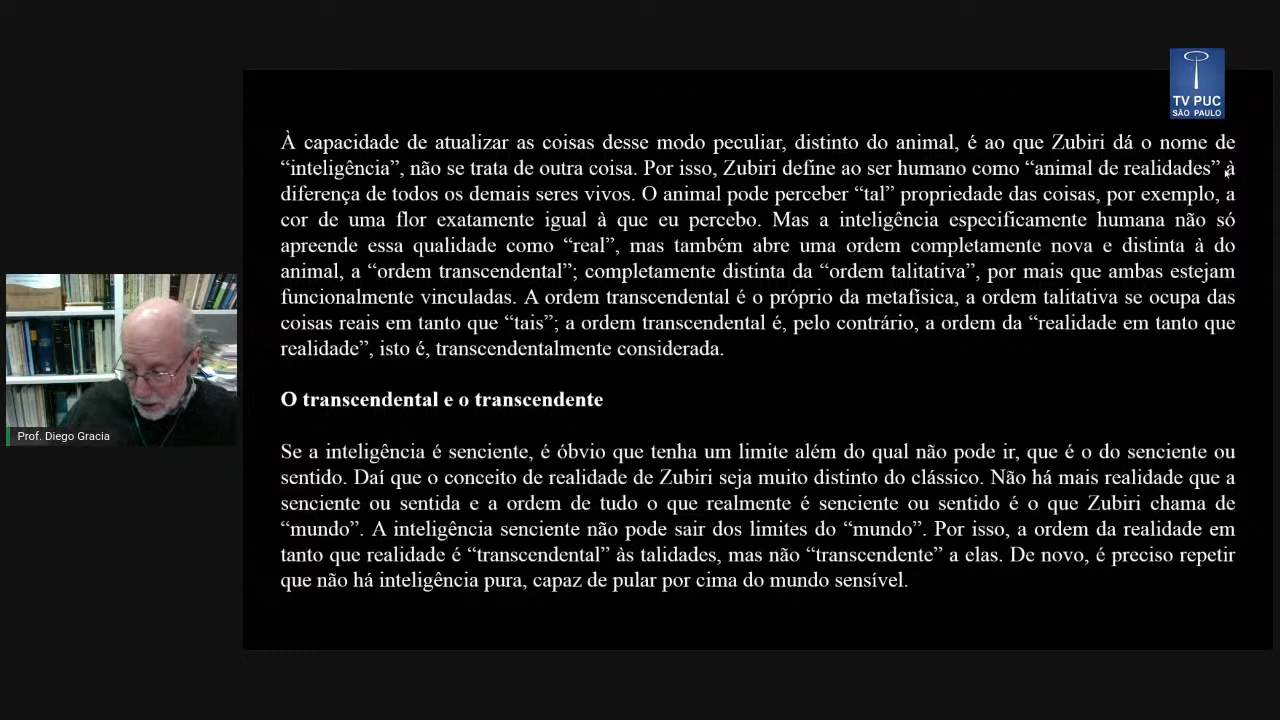 TV PUC
SÃO PAULO
À capacidade de atualizar as coisas desse modo peculiar, distinto do animal, é ao que Zubiri dá o nome de
“inteligência”, não se trata de outra coisa. Por isso, Zubiri define ao ser humano como “animal de realidades” à
diferença de todos os demais seres vivos. O animal pode perceber “tal” propriedade das coisas, por exemplo, a
cor de uma flor exatamente igual à que eu percebo. Mas a inteligência especificamente humana não só
apreende essa qualidade como “real”, mas também abre uma ordem completamente nova e distinta à do
animal, a “ordem transcendental”; completamente distinta da “ordem talitativa”, por mais que ambas estejam
funcionalmente vinculadas. A ordem transcendental é o próprio da metafísica, a ordem talitativa se ocupa das
coisas reais em tanto que “tais”; a ordem transcendental é, pelo contrário, a ordem da “realidade em tanto que
realidade”, isto é, transcendentalmente considerada.
O transcendental e o transcendente
Se a inteligência é senciente, é óbvio que tenha um limite além do qual não pode ir, que é o do senciente ou
sentido. Daí que o conceito de realidade de Zubiri seja muito distinto do clássico. Não há mais realidade que a
senciente ou sentida e a ordem de tudo o que realmente é senciente ou sentido é o que Zubiri chama de
“mundo”. A inteligência senciente não pode sair dos limites do “mundo”. Por isso, a ordem da realidade em
tanto que realidade é “transcendental” às talidades, mas não “transcendente” a elas. De novo, é preciso repetir
que não há inteligência pura, capaz de pular por cima do mundo sensível.
Prof. Diego Gracia